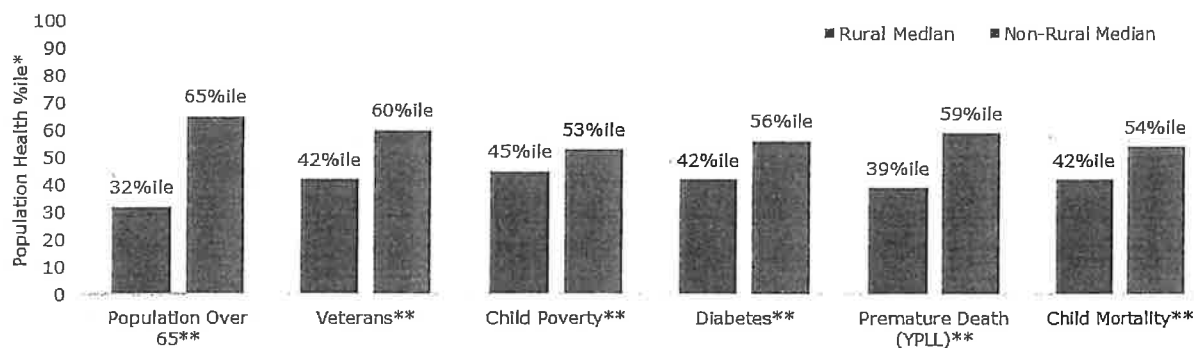 100
90
80
70
60
50
40
30
20
10
0
Population Health %ile*
■ Rural Median ■ Non-Rural Median
32%ile
65%ile
42%ile
60%ile
45%ile
53%ile
42%ile
56%ile
39%ile
59%ile
42%ile
54%ile
Population Over
65**
Veterans**
Child Poverty**
Diabetes**
Premature Death
(YPLL)**
Child Mortality**